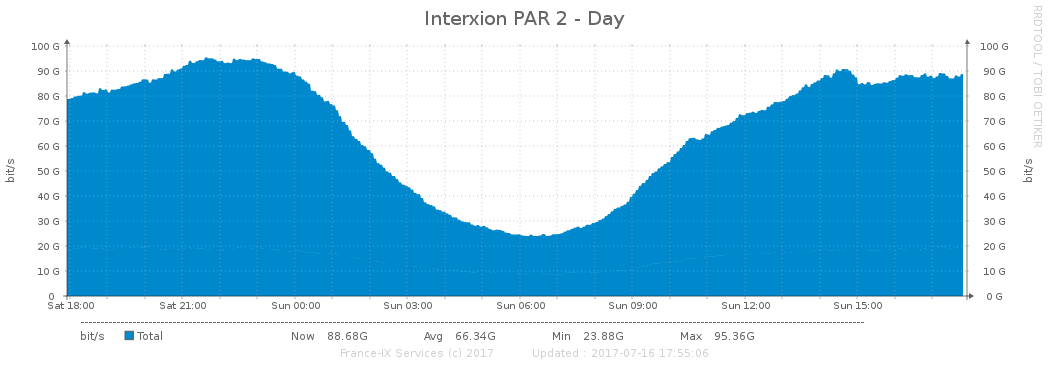 Interxion PAR 2 - Day
RRDTOOL / TOBI OETIKER
bit/s
bit/s
100 G 100 G
90 G 90 G
80 G 80 G
70 G 70 G
60 G 60 G
50 G 50 G
40 G 40 G
30 G 30 G
20 G 20 G
10 G 10 G
0 0 G
Sat 18:00 Sat 21:00 Sun 00:00 Sun 03:00 Sun 06:00 Sun 09:00 Sun 12:00 Sun 15:00
bit/s Total Now 88.68G Avg 66.34G Min 23.88G Max 95.36G
France-IX Services (c) 2017 Updated : 2017-07-16 17:55:06